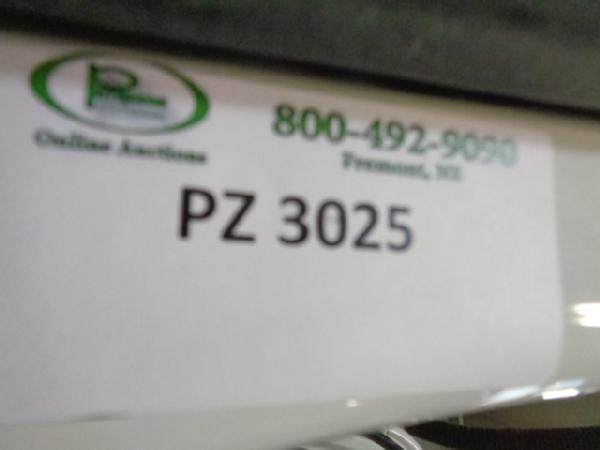 Online Auctions
800-492-9090
Fremont, NE
PZ 3025